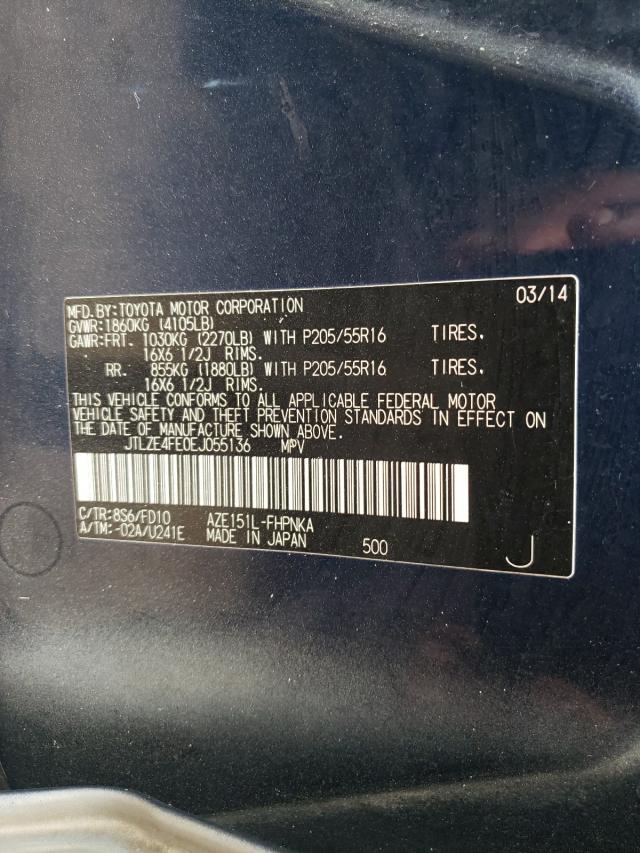 MFD.BY:TOYOTA MOTOR CORPORATION 03/14
GVWR:1860KG (4105LB)
GAWR:FRT. 1030KG (2270LB) WITH P205/55R16 TIRES.
16X6 1/2J RIMS.
RR. 855KG (1880LB) WITH P205/55R16 TIRES.
16X6 1/2J RIMS.
THIS VEHICLE CONFORMS TO ALL APPLICABLE FEDERAL MOTOR
VEHICLE SAFETY AND THEFT PREVENTION STANDARDS IN EFFECT ON
THE DATE OF MANUFACTURE SHOWN ABOVE.
JTLZE4FE0EJ055136 MPV
C/TR:8S6/FD10 AZE151L-FHPNKA
A/TM:-02A/U241E MADE IN JAPAN 500 J